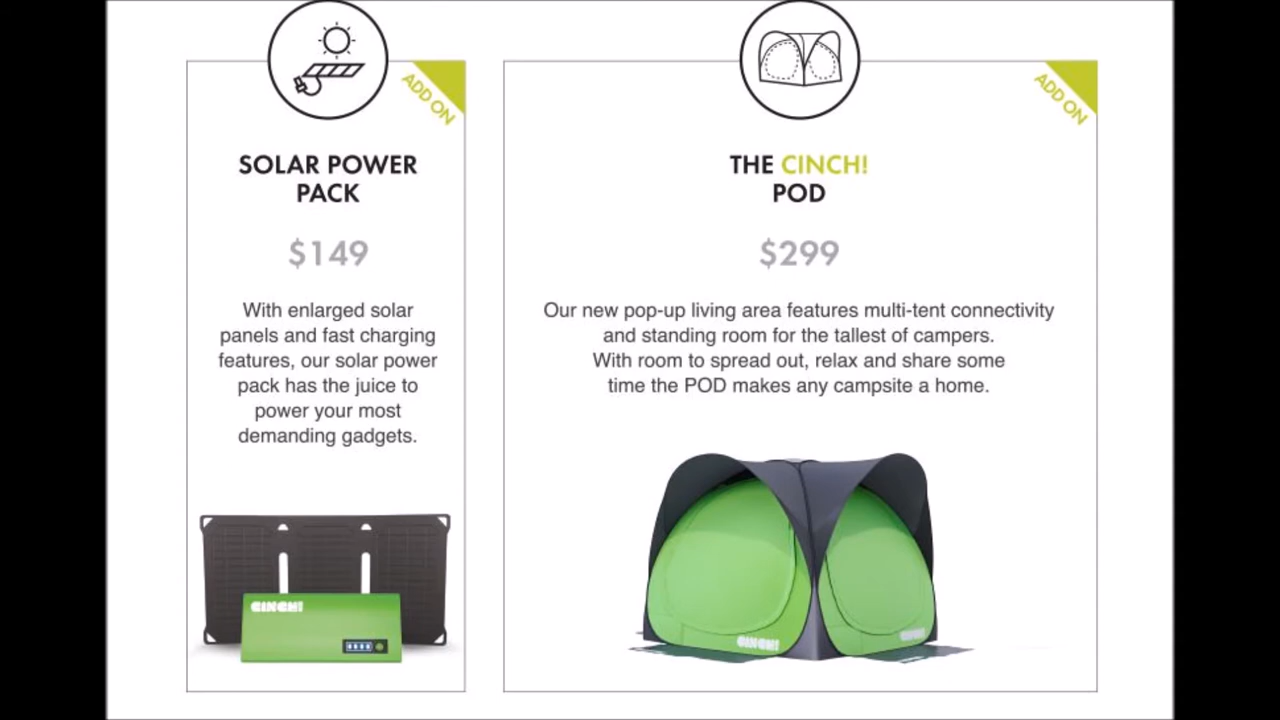 ADD ON
SOLAR POWER
PACK
$149
With enlarged solar
panels and fast charging
features, our solar power
pack has the juice to
power your most
demanding gadgets.
CINCH!
ADD ON
THE CINCH!
POD
$299
Our new pop-up living area features multi-tent connectivity
and standing room for the tallest of campers.
With room to spread out, relax and share some
time the POD makes any campsite a home.
CINCH!
CINCH!